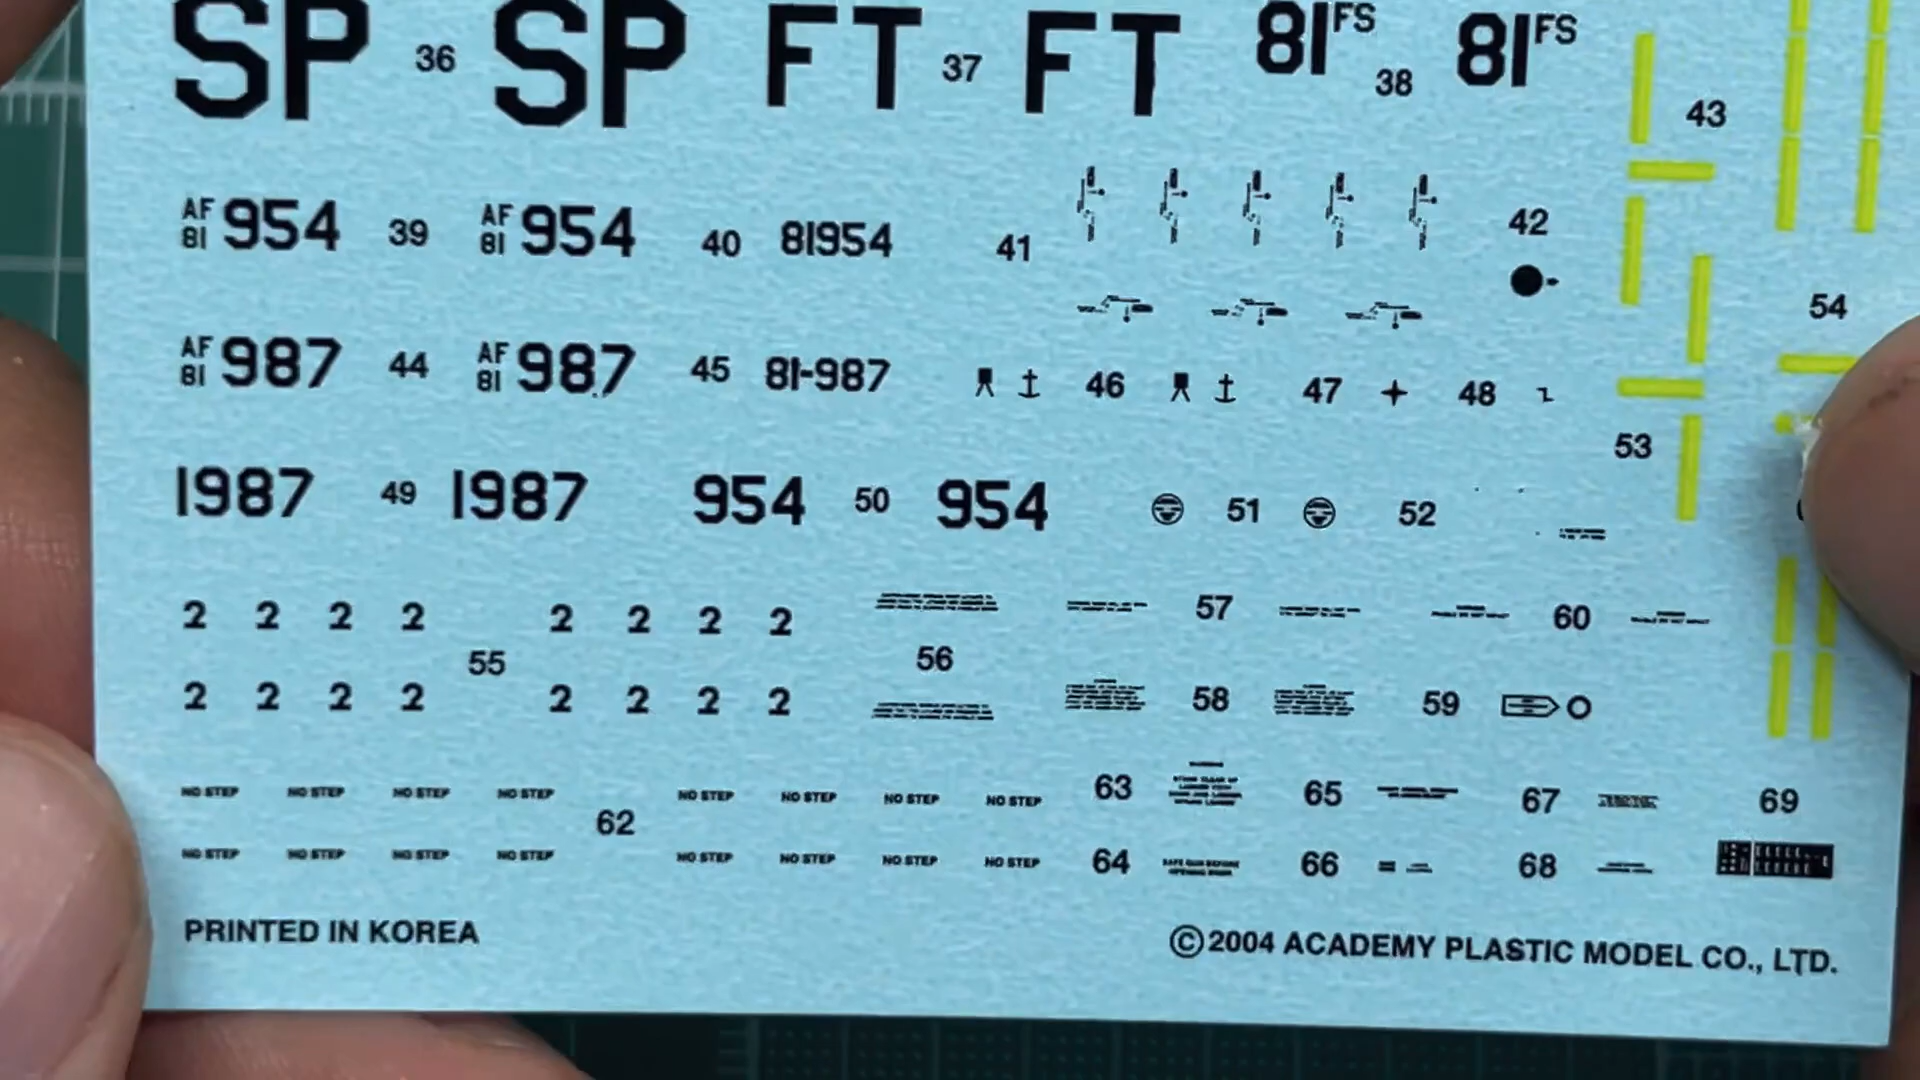 SP 36 SP FT 37 FT 81FS 38 81FS
43
AF 81 954 39 AF 81 954 40 81954 41 42
54
AF 81 987 44 AF 81 987 45 81-987 46 47 48
53
1987 49 1987 954 50 954 51 52
2 2 2 2 2 2 2 2 57 60
55 56
2 2 2 2 2 2 2 2 58 59
NO STEP NO STEP NO STEP NO STEP NO STEP NO STEP NO STEP NO STEP 63 65 67 69
62
NO STEP NO STEP NO STEP NO STEP NO STEP NO STEP NO STEP NO STEP 64 66 68
PRINTED IN KOREA
©2004 ACADEMY PLASTIC MODEL CO., LTD.